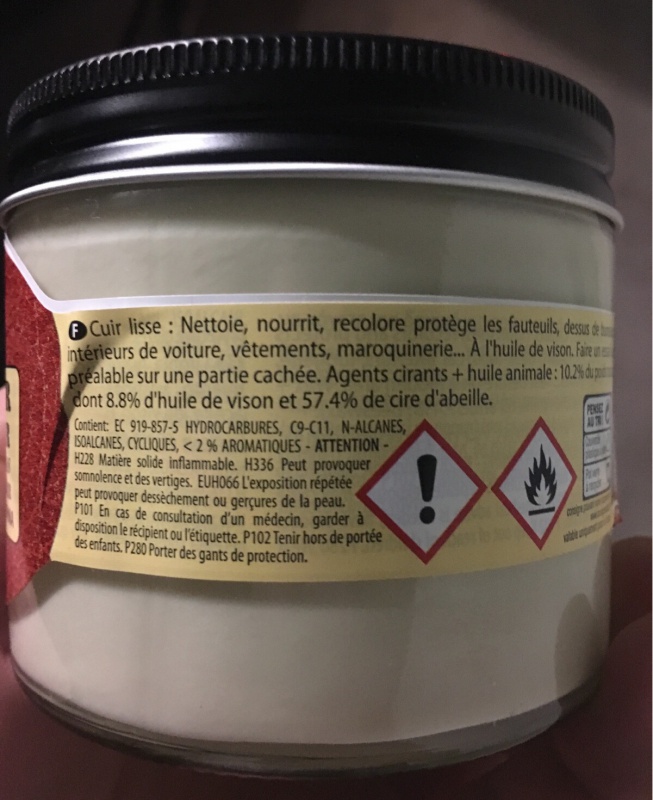 F Cuir lisse : Nettoie, nourrit, recolore protège les fauteuils, dessus de
intérieurs de voiture, vêtements, maroquinerie... À l'huile de vison. Faire un
préalable sur une partie cachée. Agents cirants + huile animale : 10.2% du
dont 8.8% d'huile de vison et 57.4% de cire d'abeille.
Contient: EC 919-857-5 HYDROCARBURES, C9-C11, N-ALCANES,
ISOALCANES, CYCLIQUES, < 2 % AROMATIQUES - ATTENTION -
H228 Matière solide inflammable. H336 Peut provoquer
somnolence et des vertiges. EUH066 L'exposition répétée
peut provoquer dessèchement ou gerçures de la peau.
P101 En cas de consultation d'un médecin, garder à
disposition le récipient ou l'étiquette. P102 Tenir hors de portée
des enfants. P280 Porter des gants de protection.
PENSEZ
AU TRI